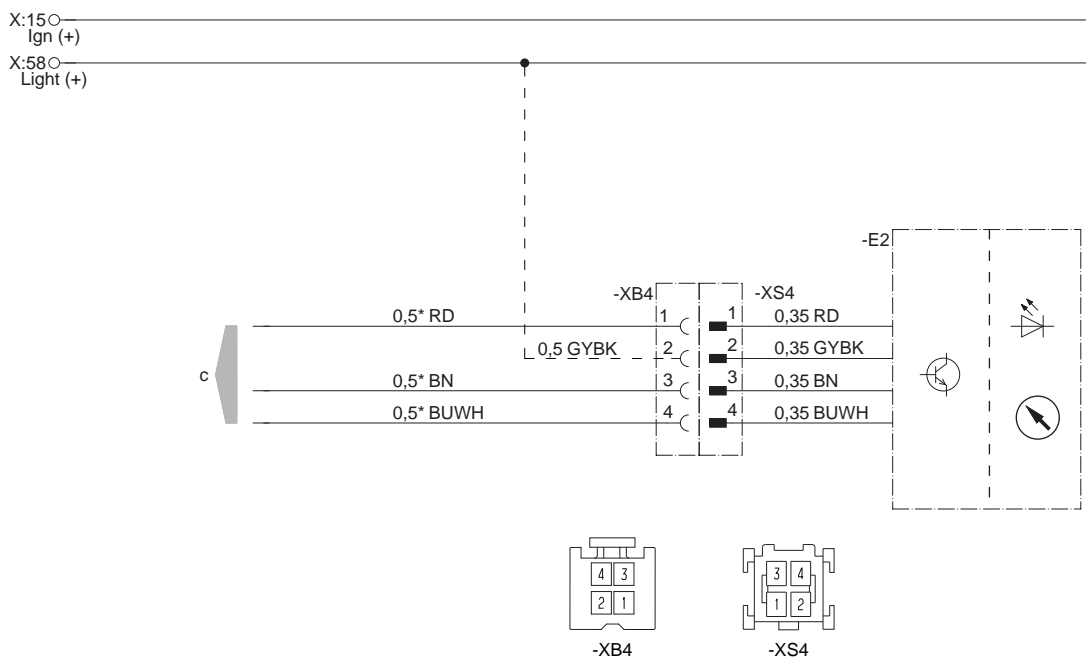 X:15
Ign (+)
X:58
Light (+)
-E2
-XB4 -XS4
0,5* RD 1 1 0,35 RD
0,5 GYBK 2 2 0,35 GYBK
c
0,5* BN 3 3 0,35 BN
0,5* BUWH 4 4 0,35 BUWH
4 3 3 4
2 1 1 2
-XB4 -XS4